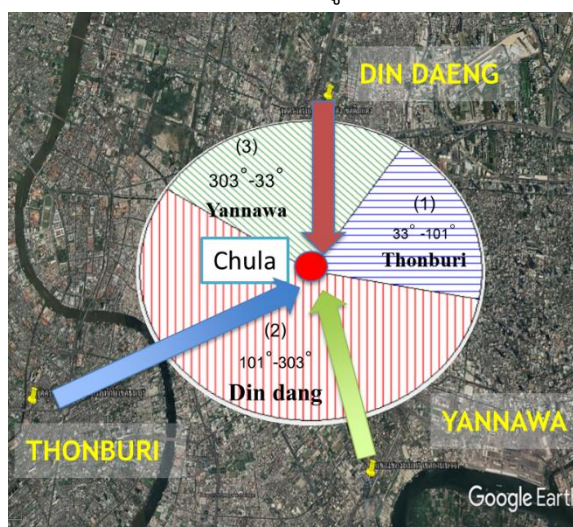 DIN DAENG
(3)
303°-33°
Yannawa
(1)
33°-101°
Thonburi
Chula
(2)
101°-303°
Din dang
YANNAWA
THONBURI
Google Earth